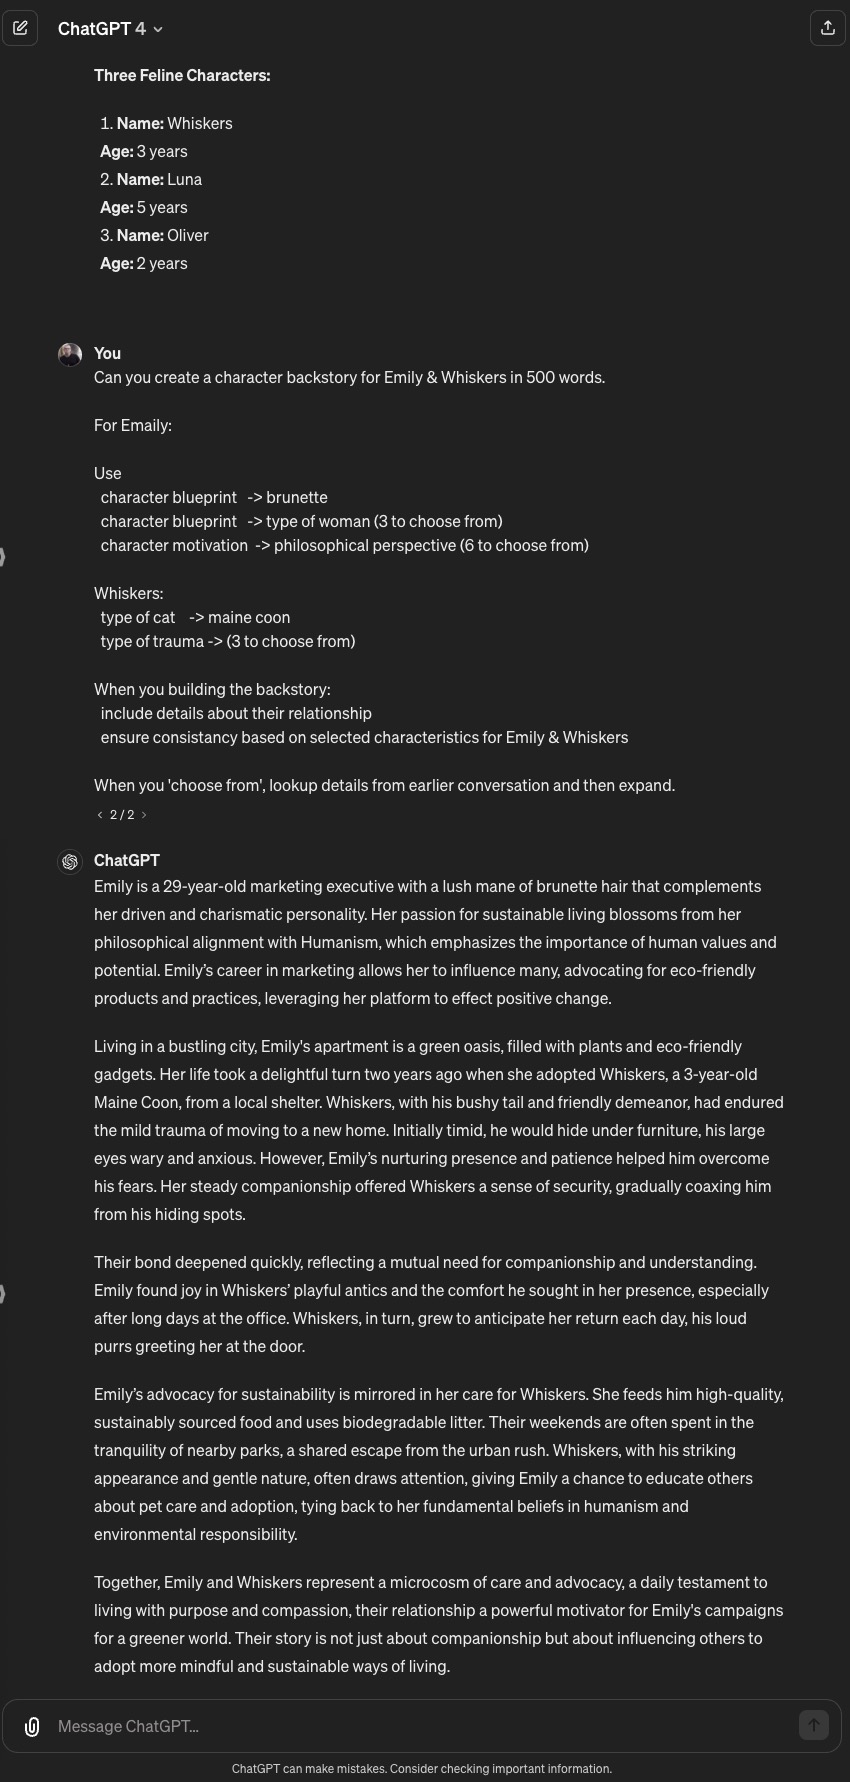 ChatGPT 4
Three Feline Characters:
1. Name: Whiskers
Age: 3 years
2. Name: Luna
Age: 5 years
3. Name: Oliver
Age: 2 years
You
Can you create a character backstory for Emily & Whiskers in 500 words.
For Emaily:
Use
character blueprint -> brunette
character blueprint -> type of woman (3 to choose from)
character motivation -> philosophical perspective (6 to choose from)
Whiskers:
type of cat -> maine coon
type of trauma -> (3 to choose from)
When you building the backstory:
include details about their relationship
ensure consistancy based on selected characteristics for Emily & Whiskers
When you 'choose from', lookup details from earlier conversation and then expand.
< 2 / 2 >
ChatGPT
Emily is a 29-year-old marketing executive with a lush mane of brunette hair that complements
her driven and charismatic personality. Her passion for sustainable living blossoms from her
philosophical alignment with Humanism, which emphasizes the importance of human values and
potential. Emily’s career in marketing allows her to influence many, advocating for eco-friendly
products and practices, leveraging her platform to effect positive change.
Living in a bustling city, Emily's apartment is a green oasis, filled with plants and eco-friendly
gadgets. Her life took a delightful turn two years ago when she adopted Whiskers, a 3-year-old
Maine Coon, from a local shelter. Whiskers, with his bushy tail and friendly demeanor, had endured
the mild trauma of moving to a new home. Initially timid, he would hide under furniture, his large
eyes wary and anxious. However, Emily’s nurturing presence and patience helped him overcome
his fears. Her steady companionship offered Whiskers a sense of security, gradually coaxing him
from his hiding spots.
Their bond deepened quickly, reflecting a mutual need for companionship and understanding.
Emily found joy in Whiskers’ playful antics and the comfort he sought in her presence, especially
after long days at the office. Whiskers, in turn, grew to anticipate her return each day, his loud
purrs greeting her at the door.
Emily’s advocacy for sustainability is mirrored in her care for Whiskers. She feeds him high-quality,
sustainably sourced food and uses biodegradable litter. Their weekends are often spent in the
tranquility of nearby parks, a shared escape from the urban rush. Whiskers, with his striking
appearance and gentle nature, often draws attention, giving Emily a chance to educate others
about pet care and adoption, tying back to her fundamental beliefs in humanism and
environmental responsibility.
Together, Emily and Whiskers represent a microcosm of care and advocacy, a daily testament to
living with purpose and compassion, their relationship a powerful motivator for Emily's campaigns
for a greener world. Their story is not just about companionship but about influencing others to
adopt more mindful and sustainable ways of living.
Message ChatGPT...
ChatGPT can make mistakes. Consider checking important information.